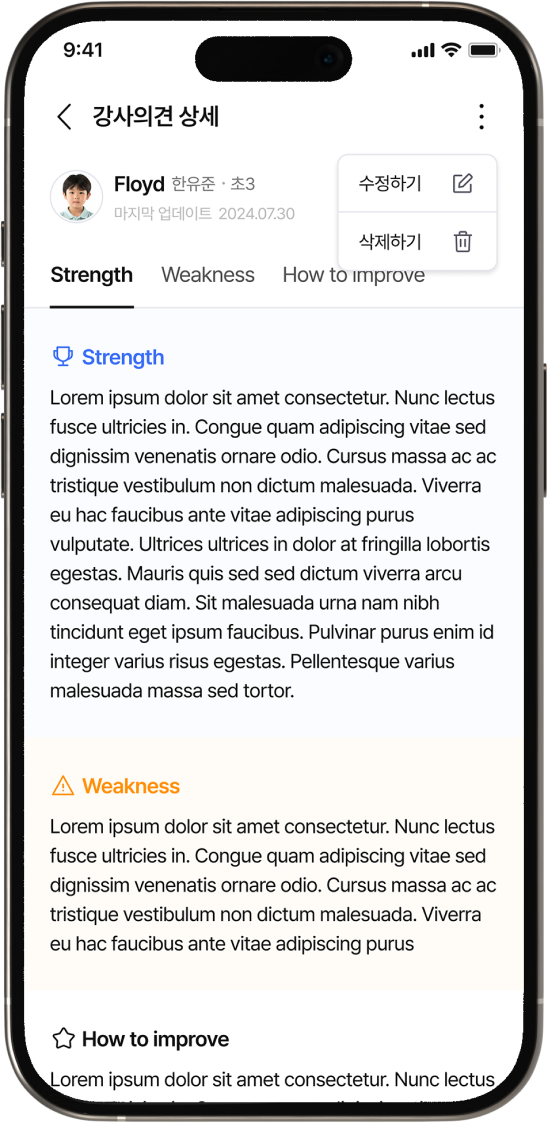 9:41
강사의견 상세
Floyd 한유준 · 초3
마지막 업데이트 2024.07.30
수정하기
삭제하기
Strength Weakness How to improve
Strength
Lorem ipsum dolor sit amet consectetur. Nunc lectus
fusce ultricies in. Congue quam adipiscing vitae sed
dignissim venenatis ornare odio. Cursus massa ac ac
tristique vestibulum non dictum malesuada. Viverra
eu hac faucibus ante vitae adipiscing purus
vulputate. Ultrices ultrices in dolor at fringilla lobortis
egestas. Mauris quis sed sed dictum viverra arcu
consequat diam. Sit malesuada urna nam nibh
tincidunt eget ipsum faucibus. Pulvinar purus enim id
integer varius risus egestas. Pellentesque varius
malesuada massa sed tortor.
Weakness
Lorem ipsum dolor sit amet consectetur. Nunc lectus
fusce ultricies in. Congue quam adipiscing vitae sed
dignissim venenatis ornare odio. Cursus massa ac ac
tristique vestibulum non dictum malesuada. Viverra
eu hac faucibus ante vitae adipiscing purus
How to improve
Lorem ipsum dolor sit amet consectetur. Nunc lectus